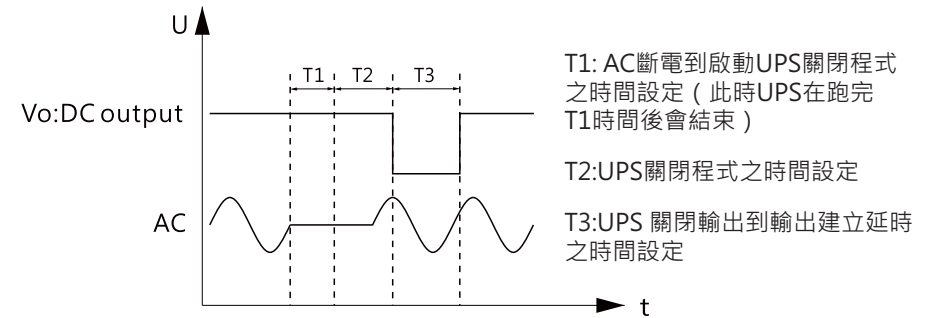 U
T1 T2 T3
Vo:DC output
AC
t
T1: AC斷電到啟動UPS關閉程式
之時間設定（此時UPS在跑完
T1時間後會結束）
T2:UPS關閉程式之時間設定
T3:UPS 關閉輸出到輸出建立延時
之時間設定